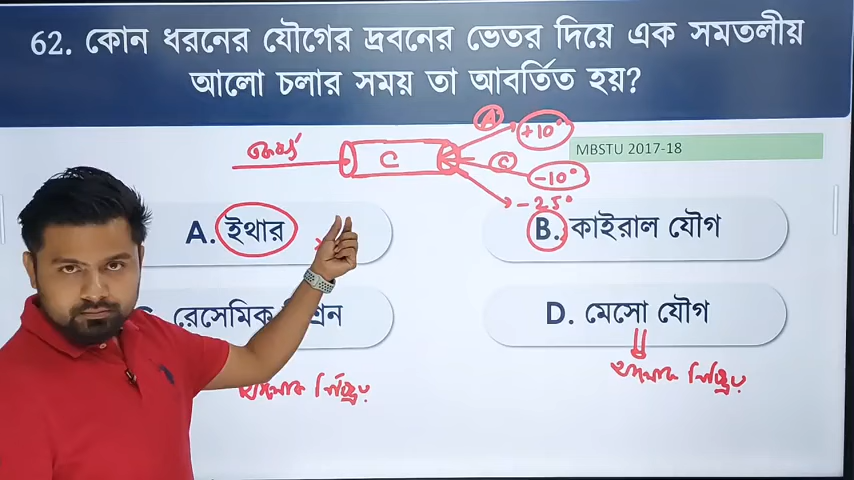 62. কোন ধরনের যৌগের দ্রবনের ভেতর দিয়ে এক সমতলীয়
আলো চলার সময় তা আবর্তিত হয়?
MBSTU 2017-18
A
+10°
C
C
-10°
-25°
A. ইথার
B. কাইরাল যৌগ
রেসেমিক
D. মেসো যৌগ